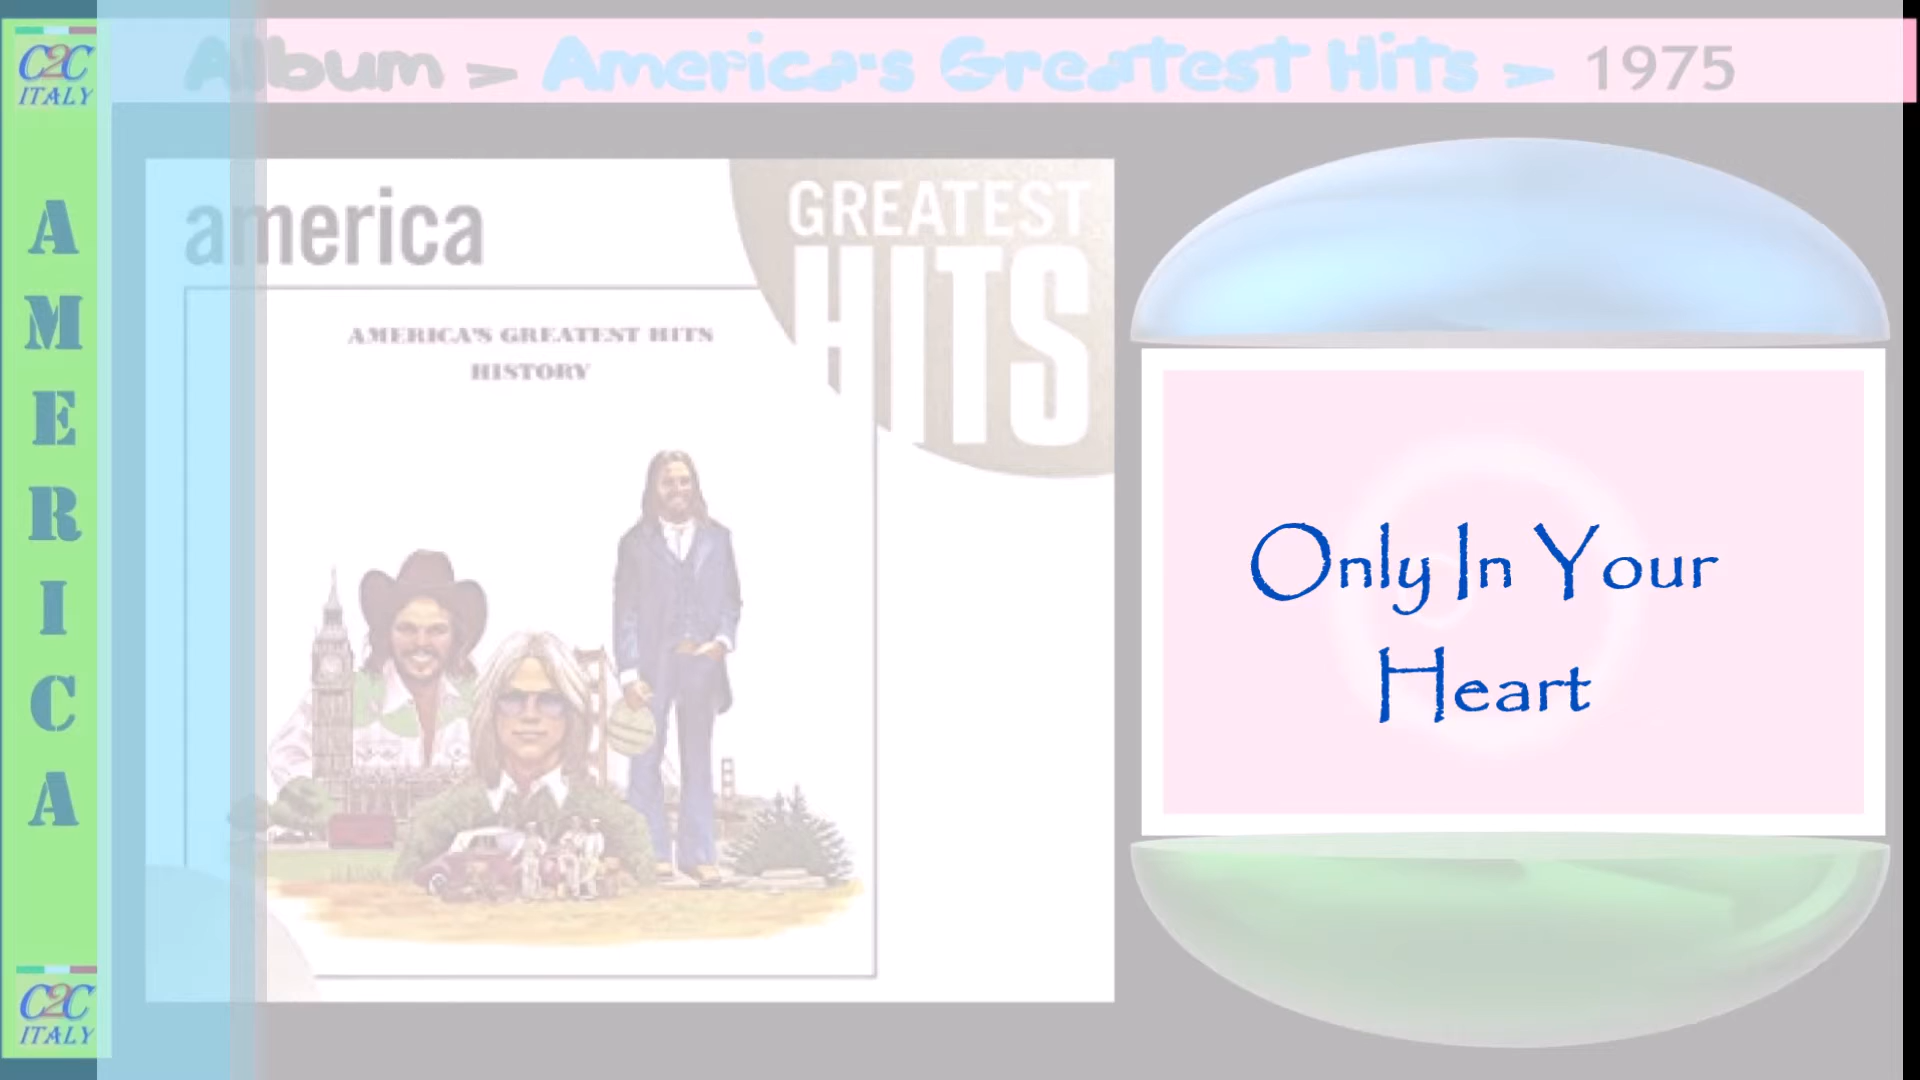 C2C
ITALY
Album > America's Greatest Hits > 1975
AMERICA
america
GREATEST
HITS
AMERICA'S GREATEST HITS
HISTORY
Only In Your
Heart
C2C
ITALY